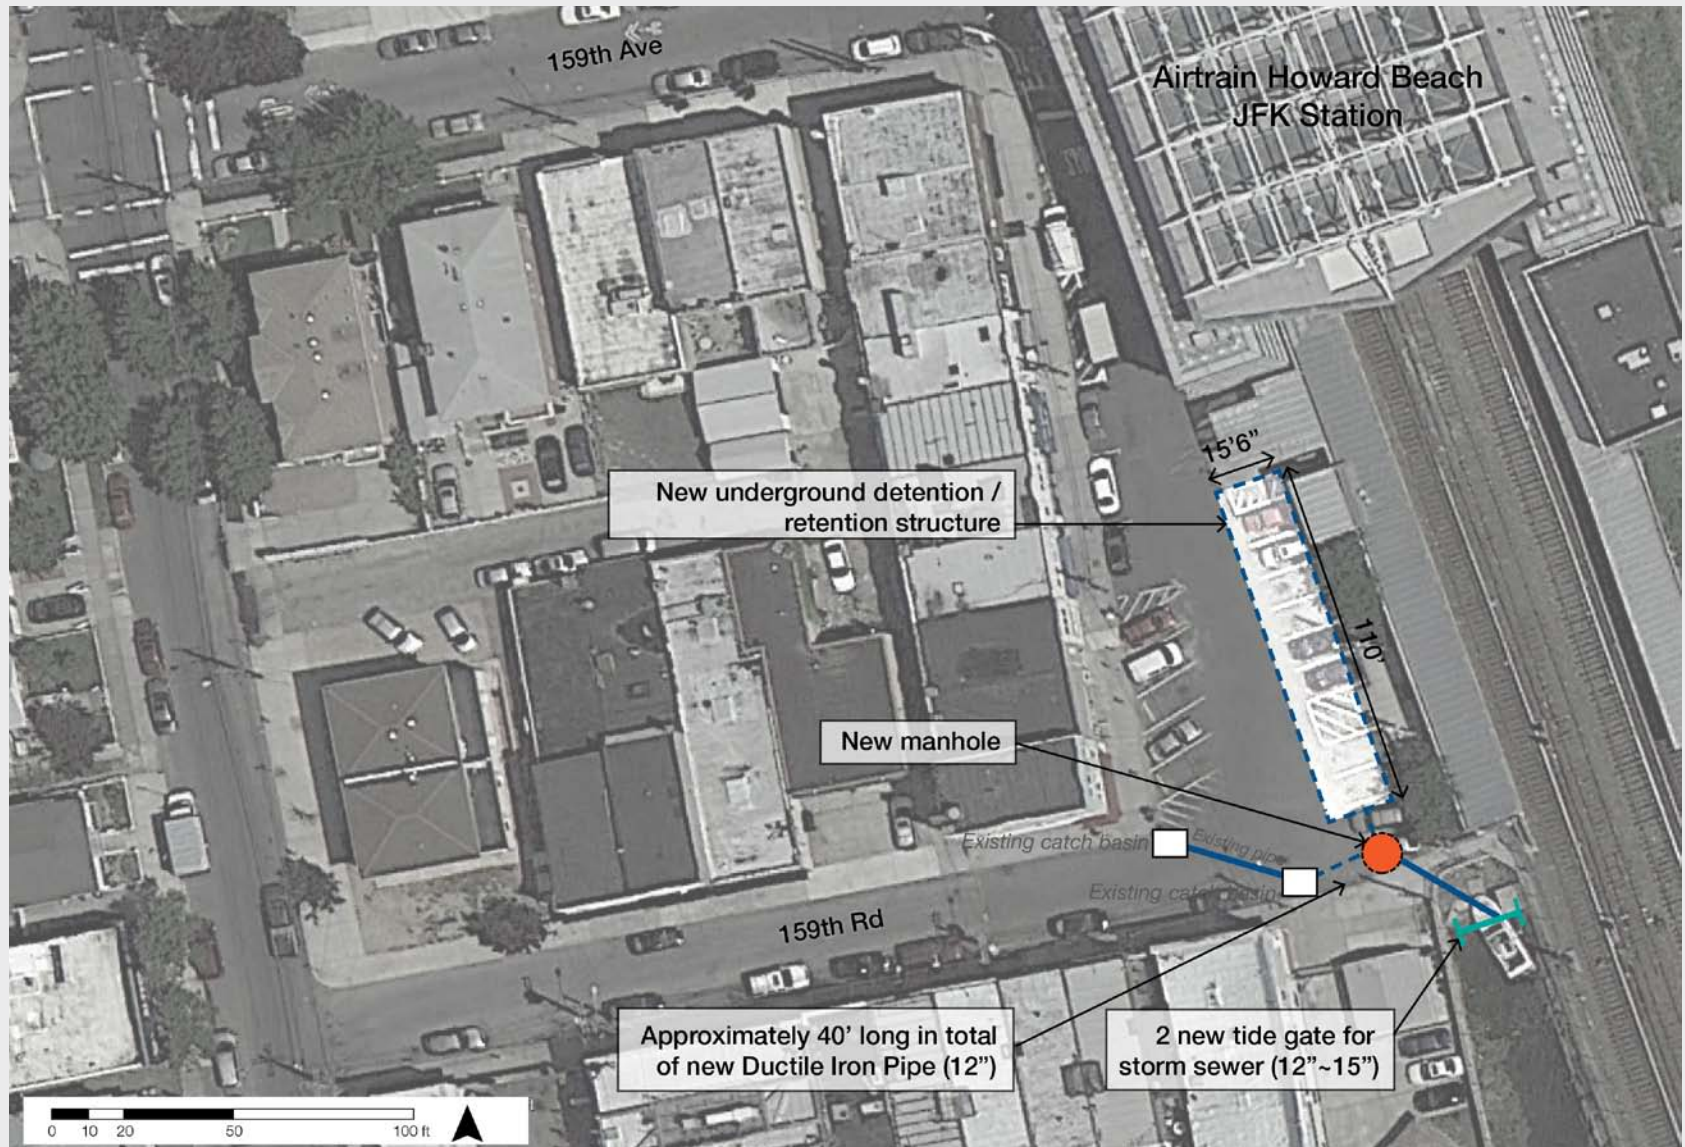 159th Ave
Airtrain Howard Beach
JFK Station
15'6”
New underground detention /
retention structure
110'
New manhole
Existing catch basin
Existing pipe
Existing catch basin
159th Rd
Approximately 40’ long in total
of new Ductile Iron Pipe (12”)
2 new tide gate for
storm sewer (12”~15”)
0 10 20 50 100 ft